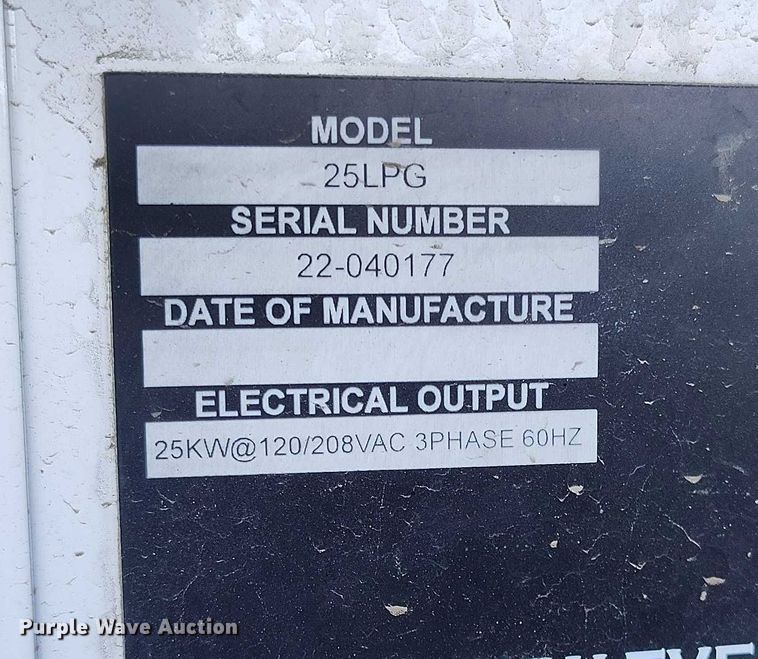 MODEL
25LPG
SERIAL NUMBER
22-040177
DATE OF MANUFACTURE
ELECTRICAL OUTPUT
25KW@120/208VAC 3PHASE 60HZ
Purple Wave Auction